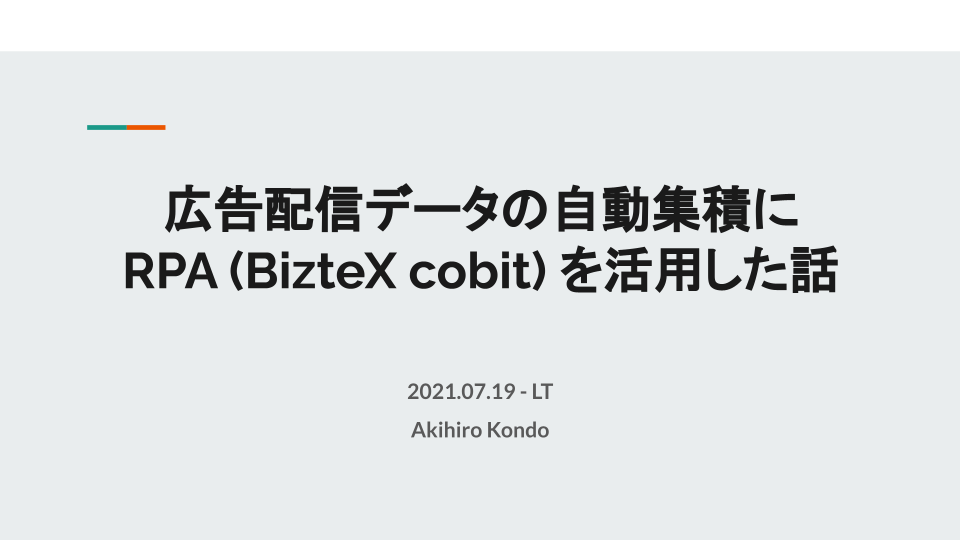 広告配信データの自動集積に
RPA (BizteX cobit) を活用した話
2021.07.19 - LT
Akihiro Kondo